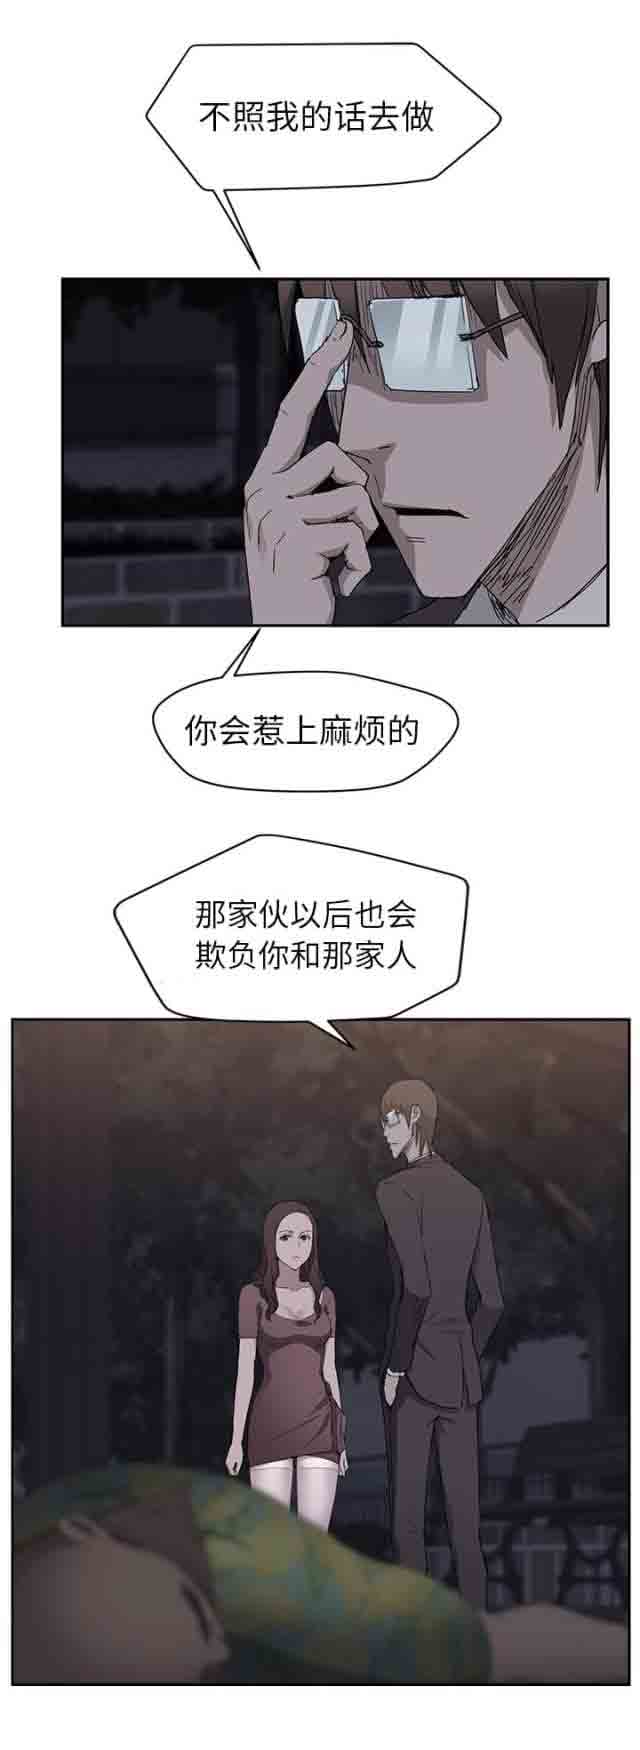 不照我的话去做
你会惹上麻烦的
那家伙以后也会
欺负你和那家人